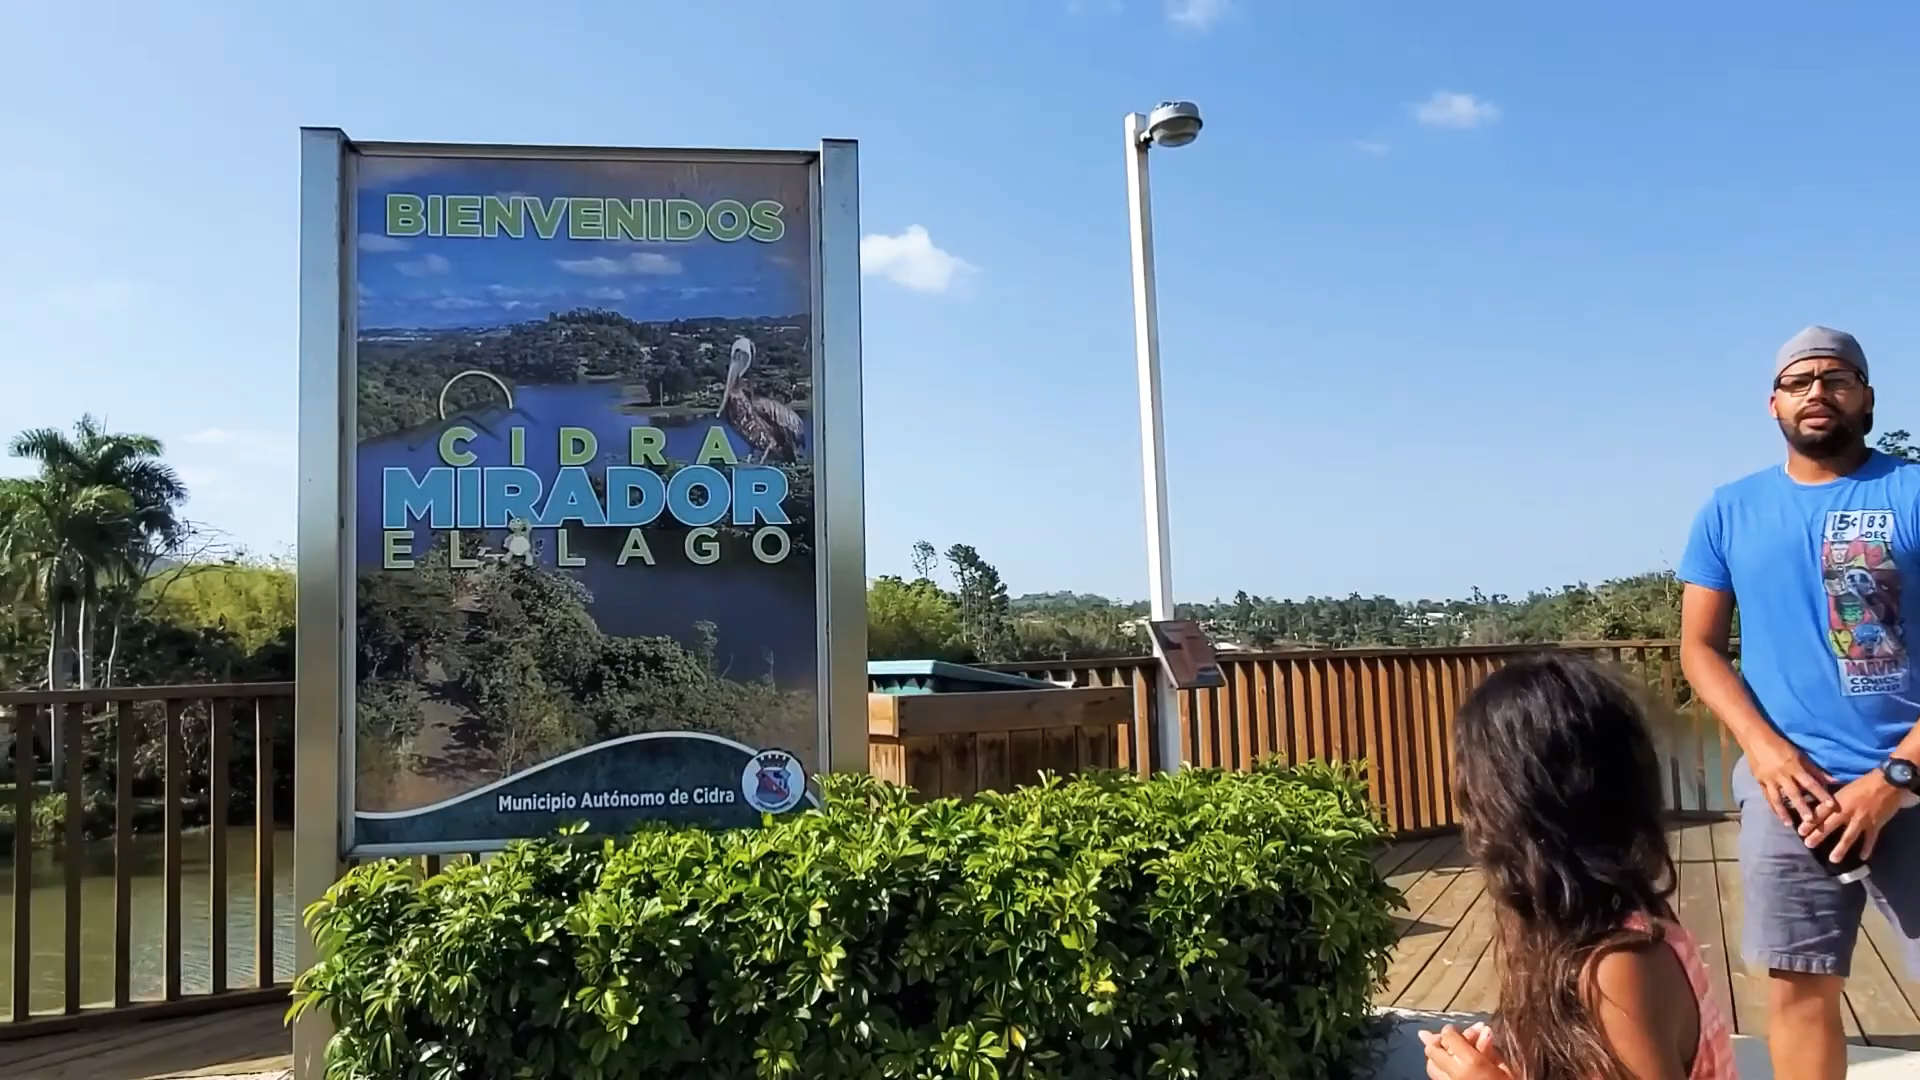 BIENVENIDOS
CIDRA
MIRADOR
EL LAGO
Municipio Autónomo de Cidra
15¢ 83
DEC
MARVEL
COMICS
GROUP